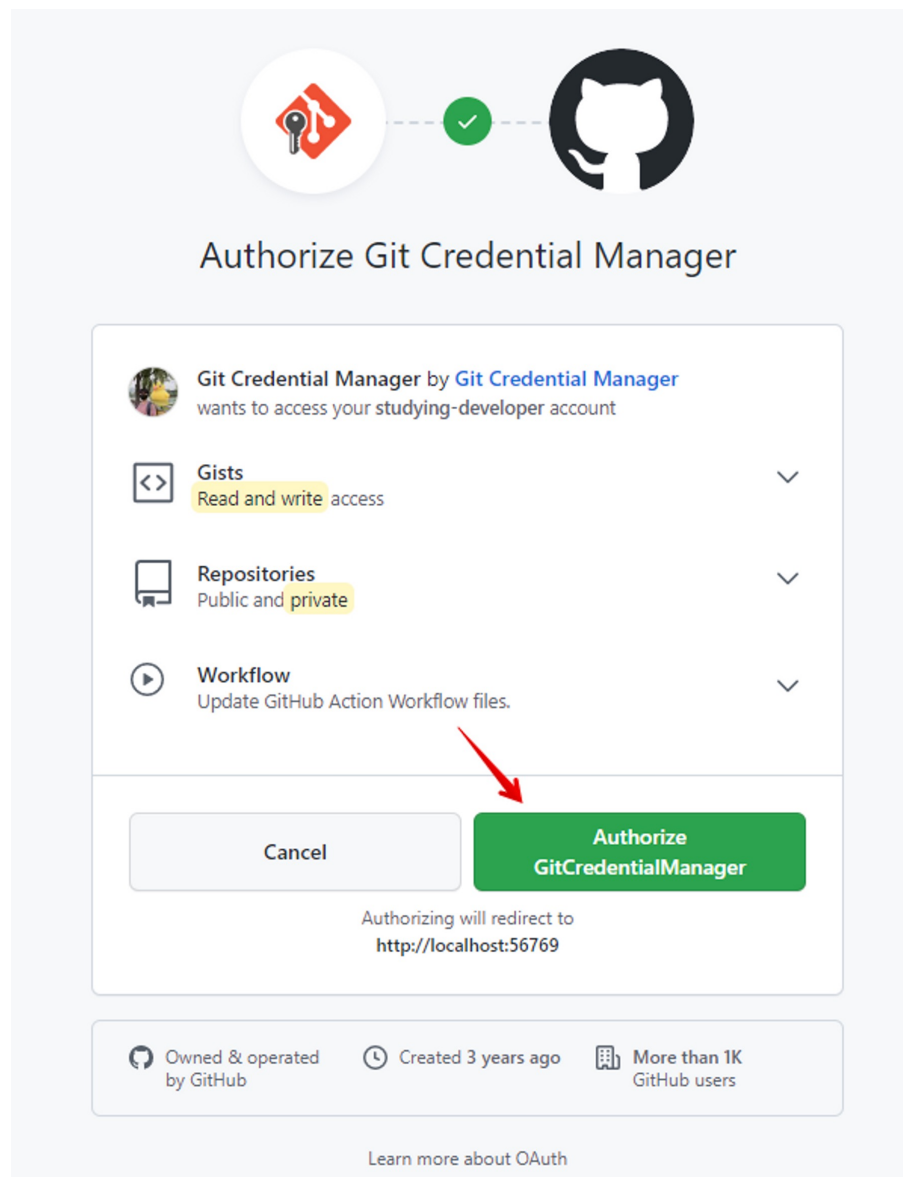 Authorize Git Credential Manager
Git Credential Manager by Git Credential Manager
wants to access your studying-developer account
Gists
Read and write access
Repositories
Public and private
Workflow
Update GitHub Action Workflow files.
Cancel
Authorize
GitCredentialManager
Authorizing will redirect to
http://localhost:56769
Owned & operated
by GitHub
Created 3 years ago
More than 1K
GitHub users
Learn more about OAuth